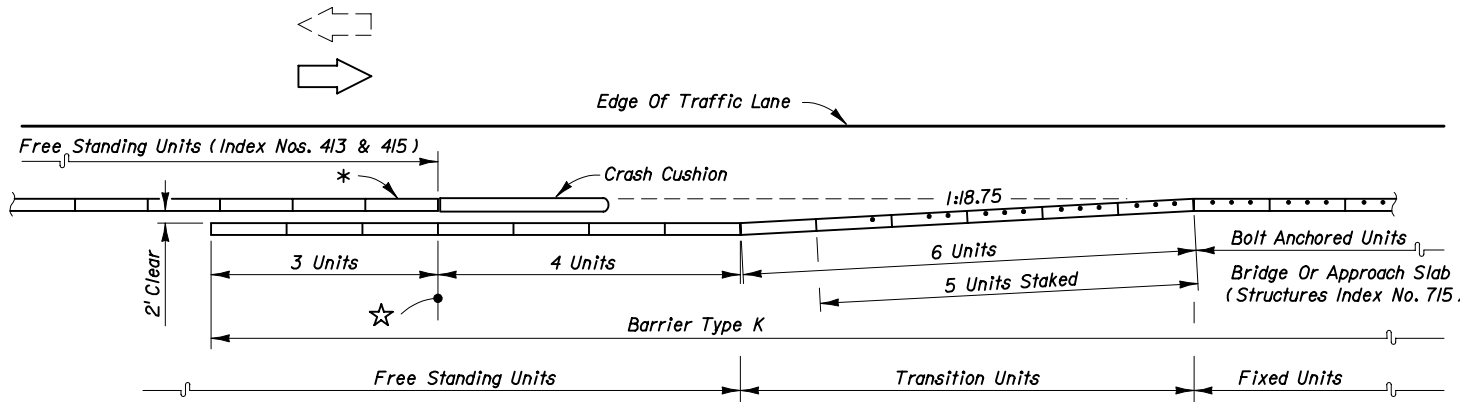 Edge Of Traffic Lane
Free Standing Units (Index Nos. 413 & 415)
*
Crash Cushion
1:18.75
2' Clear
3 Units
4 Units
6 Units
5 Units Staked
Bolt Anchored Units
Bridge Or Approach Slab
(Structures Index No. 715)
Barrier Type K
Free Standing Units
Transition Units
Fixed Units